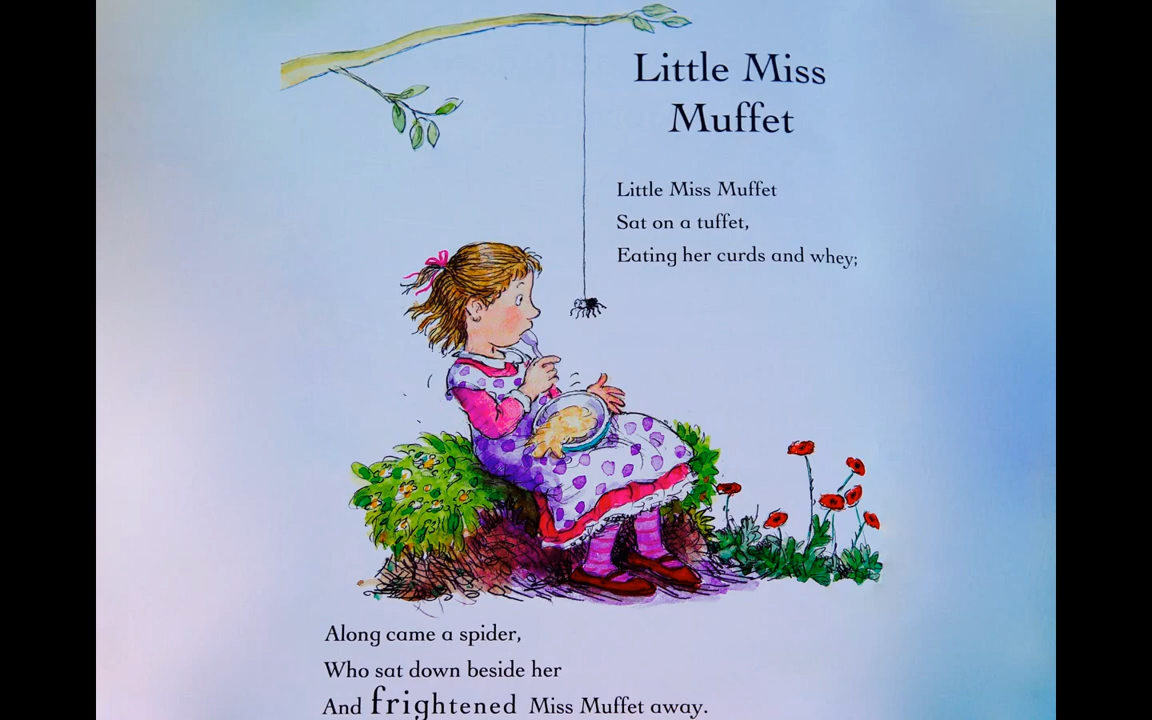 Little Miss
Muffet
Little Miss Muffet
Sat on a tuffet,
Eating her curds and whey;
Along came a spider,
Who sat down beside her
And frightened Miss Muffet away.